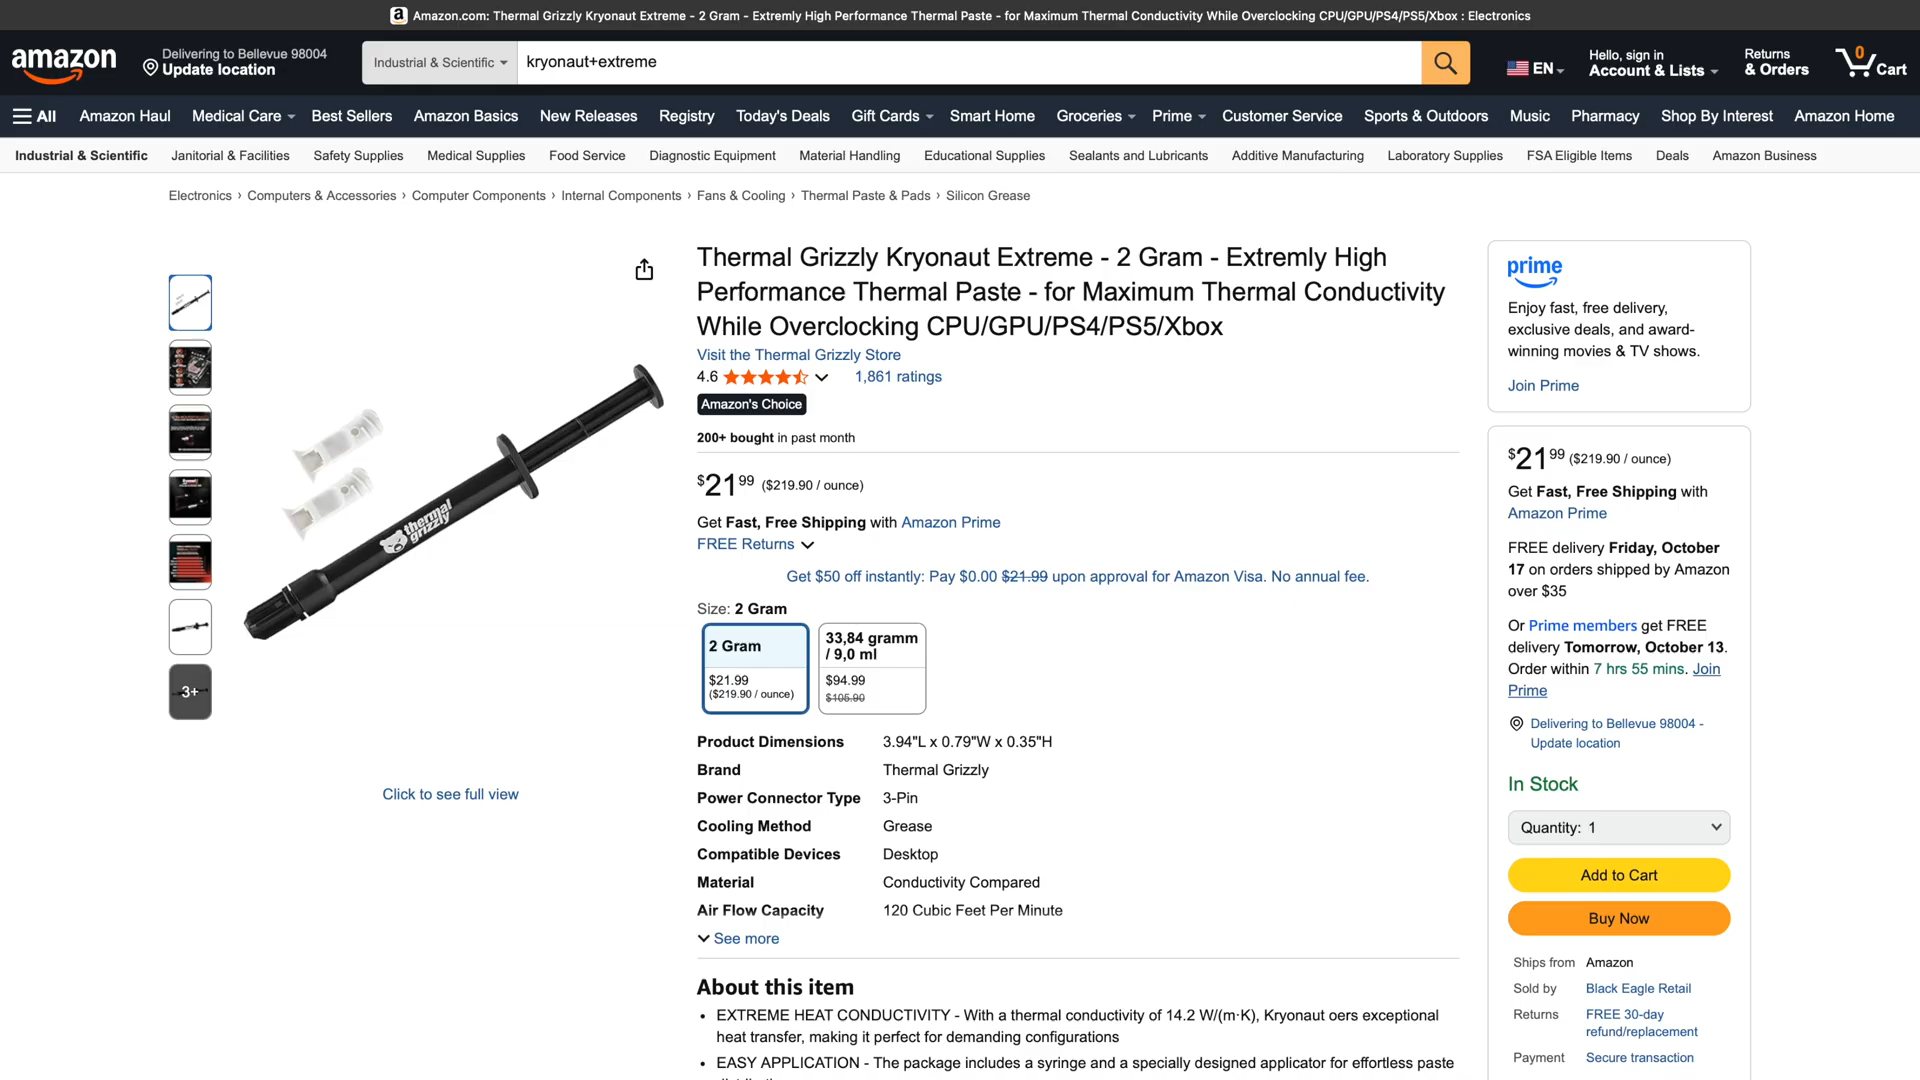 Amazon.com: Thermal Grizzly Kryonaut Extreme - 2 Gram - Extremly High Performance Thermal Paste - for Maximum Thermal Conductivity While Overclocking CPU/GPU/PS4/PS5/Xbox : Electronics
amazon
Delivering to Bellevue 98004
Update location
Industrial & Scientific
kryonaut+extreme
EN
Hello, sign in
Account & Lists
Returns
& Orders
0
Cart
All
Amazon Haul
Medical Care
Best Sellers
Amazon Basics
New Releases
Registry
Today's Deals
Gift Cards
Smart Home
Groceries
Prime
Customer Service
Sports & Outdoors
Music
Pharmacy
Shop By Interest
Amazon Home
Industrial & Scientific
Janitorial & Facilities
Safety Supplies
Medical Supplies
Food Service
Diagnostic Equipment
Material Handling
Educational Supplies
Sealants and Lubricants
Additive Manufacturing
Laboratory Supplies
FSA Eligible Items
Deals
Amazon Business
Electronics › Computers & Accessories › Computer Components › Internal Components › Fans & Cooling › Thermal Paste & Pads › Silicon Grease
3+
thermal
grizzly
Click to see full view
Thermal Grizzly Kryonaut Extreme - 2 Gram - Extremly High
Performance Thermal Paste - for Maximum Thermal Conductivity
While Overclocking CPU/GPU/PS4/PS5/Xbox
Visit the Thermal Grizzly Store
4.6
1,861 ratings
Amazon's Choice
200+ bought in past month
$21.99 ($219.90 / ounce)
Get Fast, Free Shipping with Amazon Prime
FREE Returns
Get $50 off instantly: Pay $0.00 $21.99 upon approval for Amazon Visa. No annual fee.
Size: 2 Gram
2 Gram
$21.99
($219.90 / ounce)
33,84 gramm
/ 9,0 ml
$94.99
$105.90
Product Dimensions 3.94"L x 0.79"W x 0.35"H
Brand Thermal Grizzly
Power Connector Type 3-Pin
Cooling Method Grease
Compatible Devices Desktop
Material Conductivity Compared
Air Flow Capacity 120 Cubic Feet Per Minute
See more
About this item
• EXTREME HEAT CONDUCTIVITY - With a thermal conductivity of 14.2 W/(m·K), Kryonaut oers exceptional
heat transfer, making it perfect for demanding configurations
• EASY APPLICATION - The package includes a syringe and a specially designed applicator for effortless paste
prime
Enjoy fast, free delivery,
exclusive deals, and award-
winning movies & TV shows.
Join Prime
$21.99 ($219.90 / ounce)
Get Fast, Free Shipping with
Amazon Prime
FREE delivery Friday, October
17 on orders shipped by Amazon
over $35
Or Prime members get FREE
delivery Tomorrow, October 13.
Order within 7 hrs 55 mins. Join
Prime
Delivering to Bellevue 98004 -
Update location
In Stock
Quantity: 1
Add to Cart
Buy Now
Ships from Amazon
Sold by Black Eagle Retail
Returns FREE 30-day
refund/replacement
Payment Secure transaction